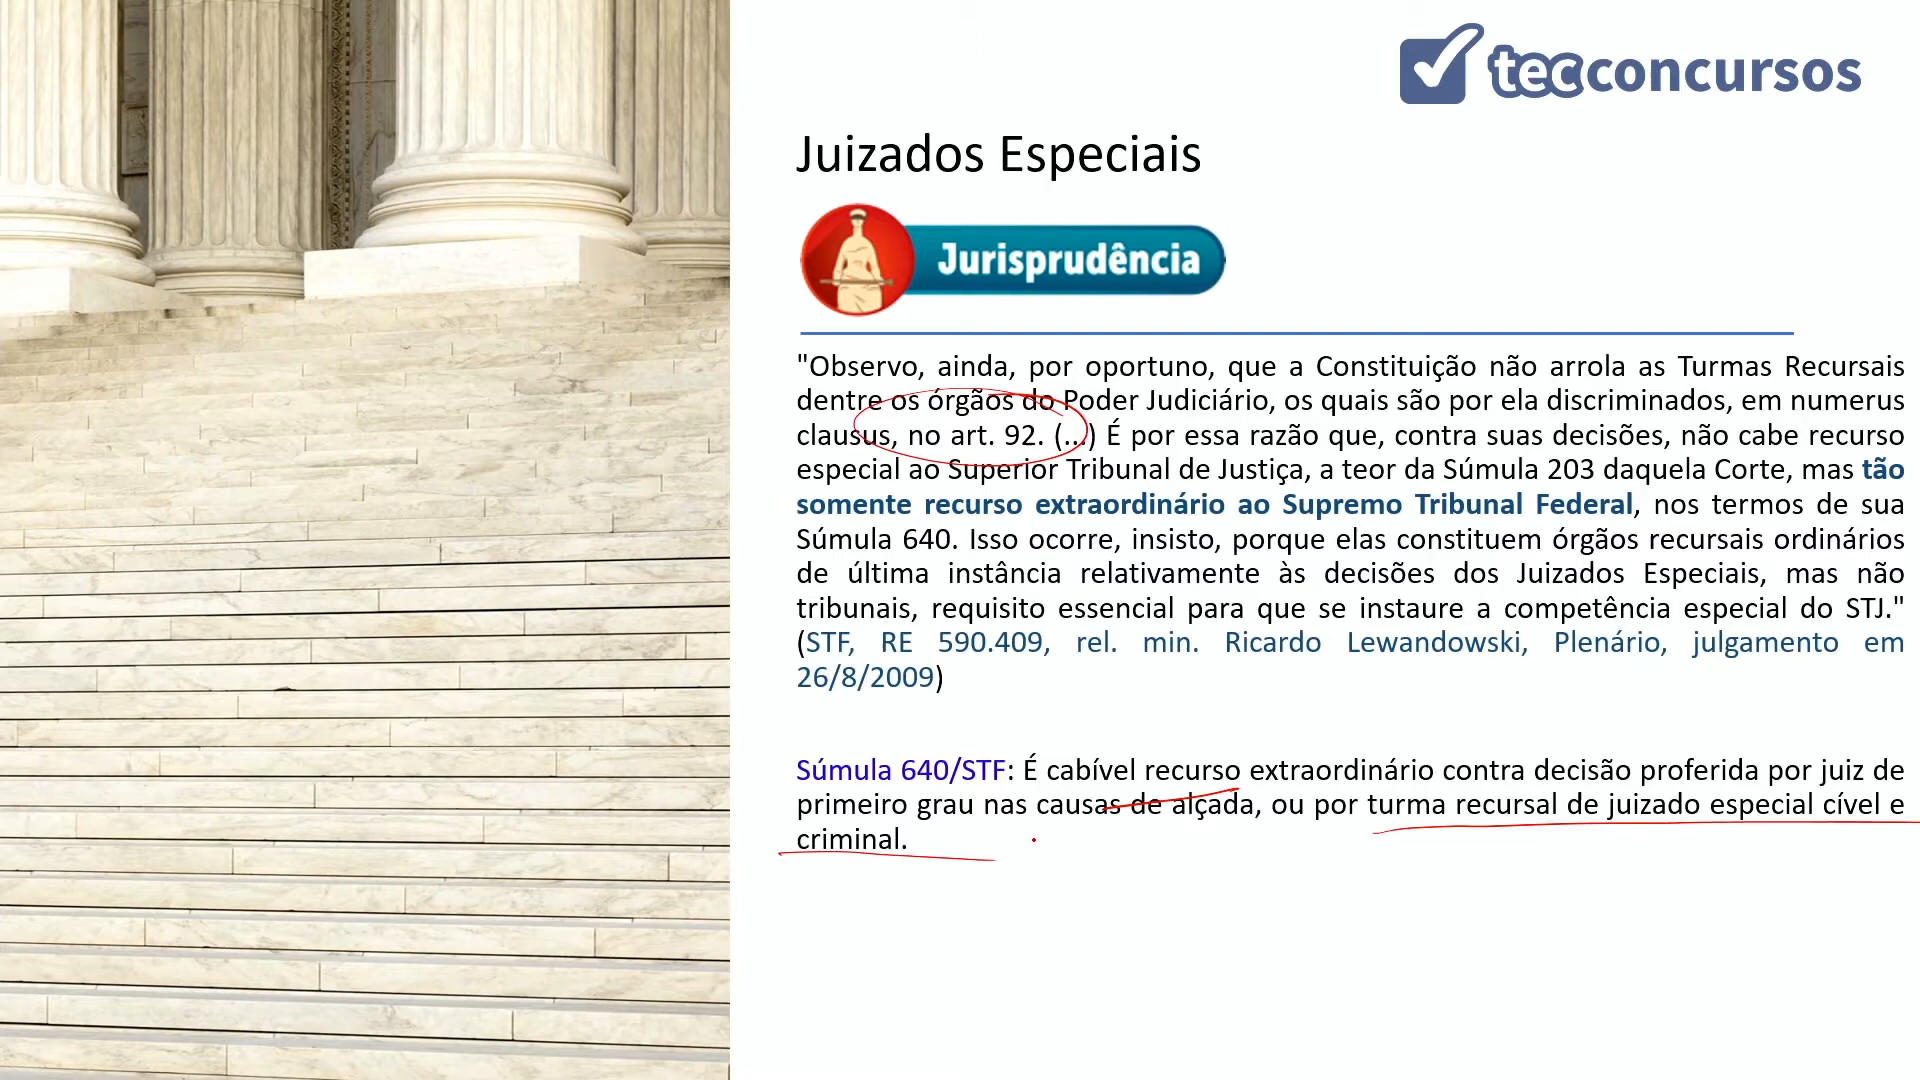 tecconcursos
Juizados Especiais
Jurisprudência
"Observo, ainda, por oportuno, que a Constituição não arrola as Turmas Recursais
dentre os órgãos do Poder Judiciário, os quais são por ela discriminados, em numerus
clausus, no art. 92. (...) É por essa razão que, contra suas decisões, não cabe recurso
especial ao Superior Tribunal de Justiça, a teor da Súmula 203 daquela Corte, mas tão
somente recurso extraordinário ao Supremo Tribunal Federal, nos termos de sua
Súmula 640. Isso ocorre, insisto, porque elas constituem órgãos recursais ordinários
de última instância relativamente às decisões dos Juizados Especiais, mas não
tribunais, requisito essencial para que se instaure a competência especial do STJ."
(STF, RE 590.409, rel. min. Ricardo Lewandowski, Plenário, julgamento em
26/8/2009)
Súmula 640/STF: É cabível recurso extraordinário contra decisão proferida por juiz de
primeiro grau nas causas de alçada, ou por turma recursal de juizado especial cível e
criminal.